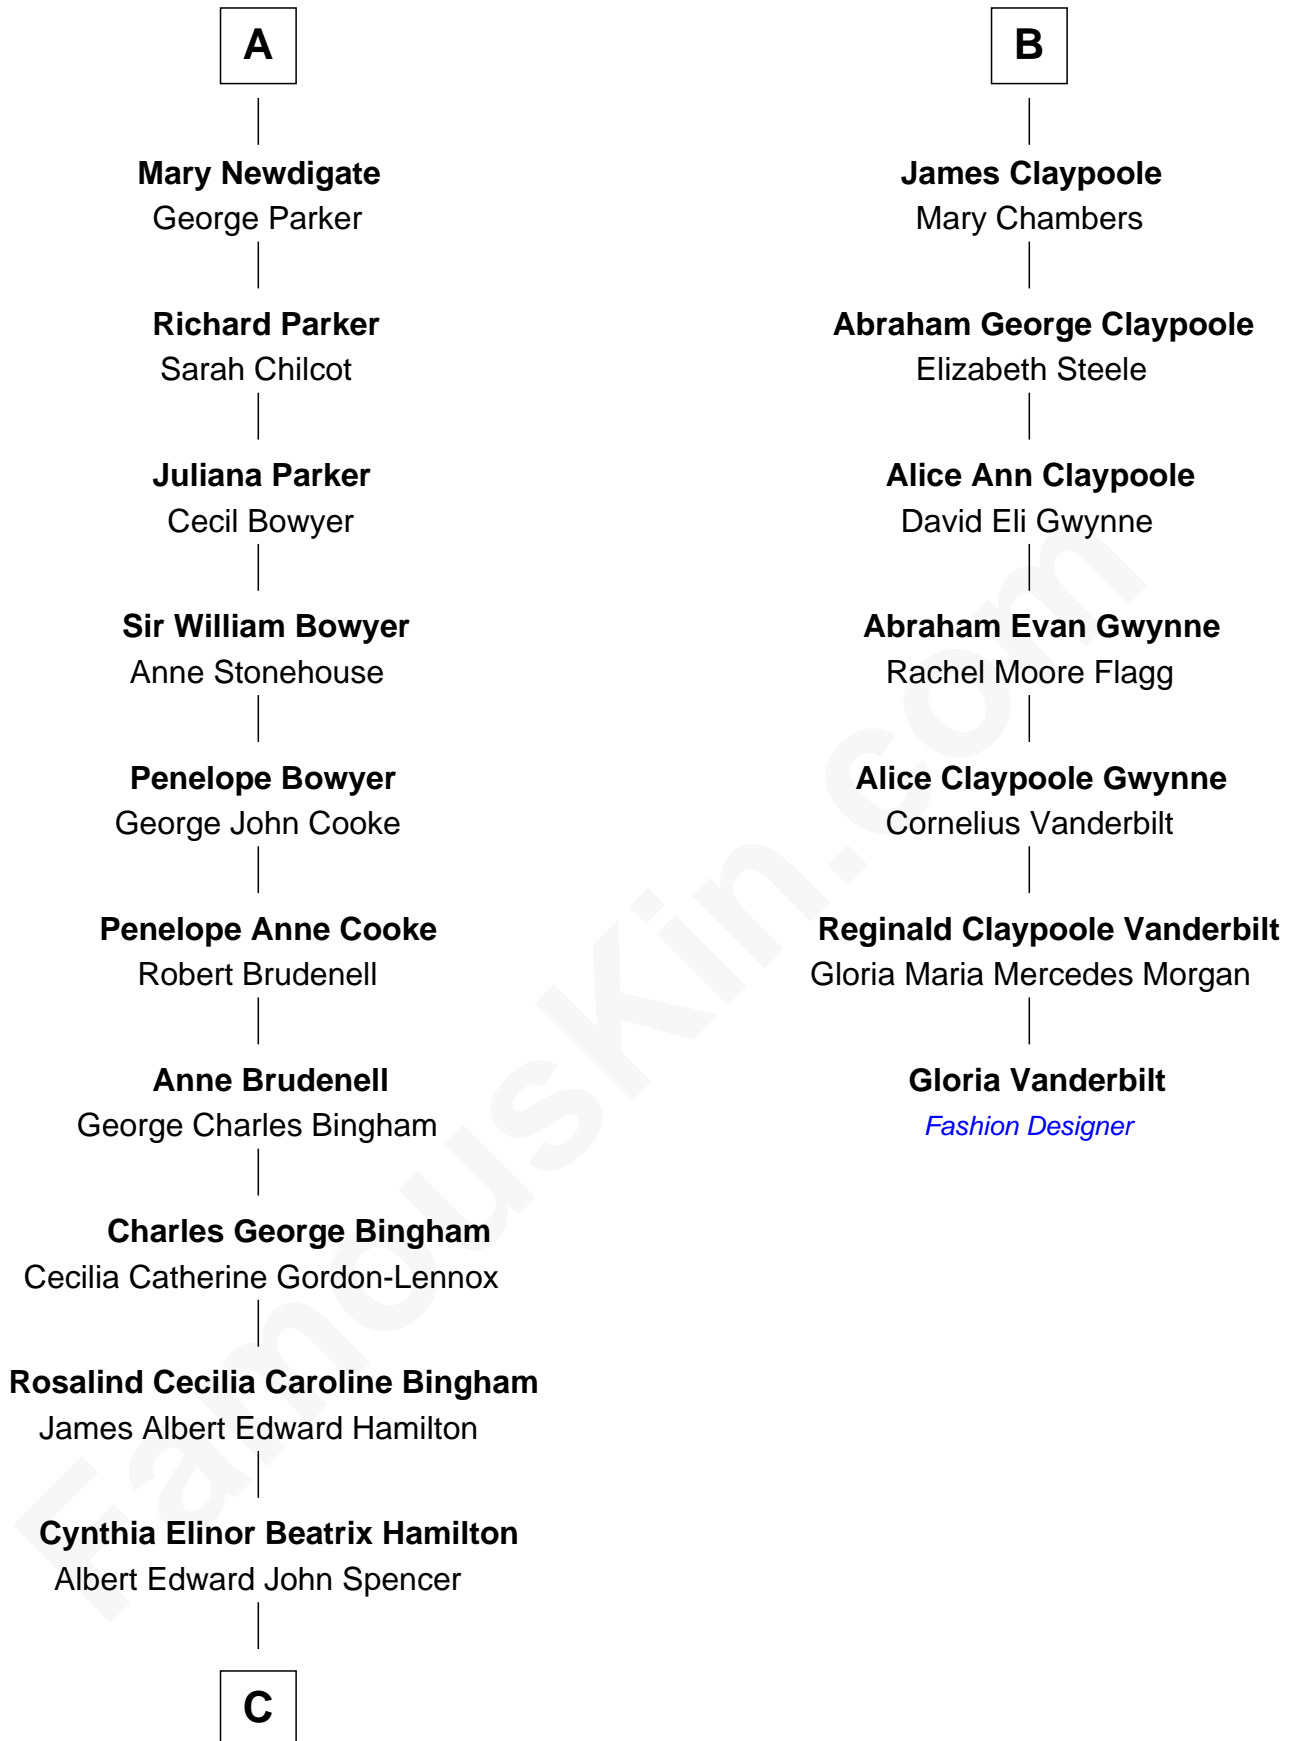 A
Mary Newdigate
George Parker
Richard Parker
Sarah Chilcot
Juliana Parker
Cecil Bowyer
Sir William Bowyer
Anne Stonehouse
Penelope Bowyer
George John Cooke
Penelope Anne Cooke
Robert Brudenell
Anne Brudenell
George Charles Bingham
Charles George Bingham
Cecilia Catherine Gordon-Lennox
Rosalind Cecilia Caroline Bingham
James Albert Edward Hamilton
Cynthia Elinor Beatrix Hamilton
Albert Edward John Spencer
C
B
James Claypoole
Mary Chambers
Abraham George Claypoole
Elizabeth Steele
Alice Ann Claypoole
David Eli Gwynne
Abraham Evan Gwynne
Rachel Moore Flagg
Alice Claypoole Gwynne
Cornelius Vanderbilt
Reginald Claypoole Vanderbilt
Gloria Maria Mercedes Morgan
Gloria Vanderbilt
Fashion Designer
FamousKin.com